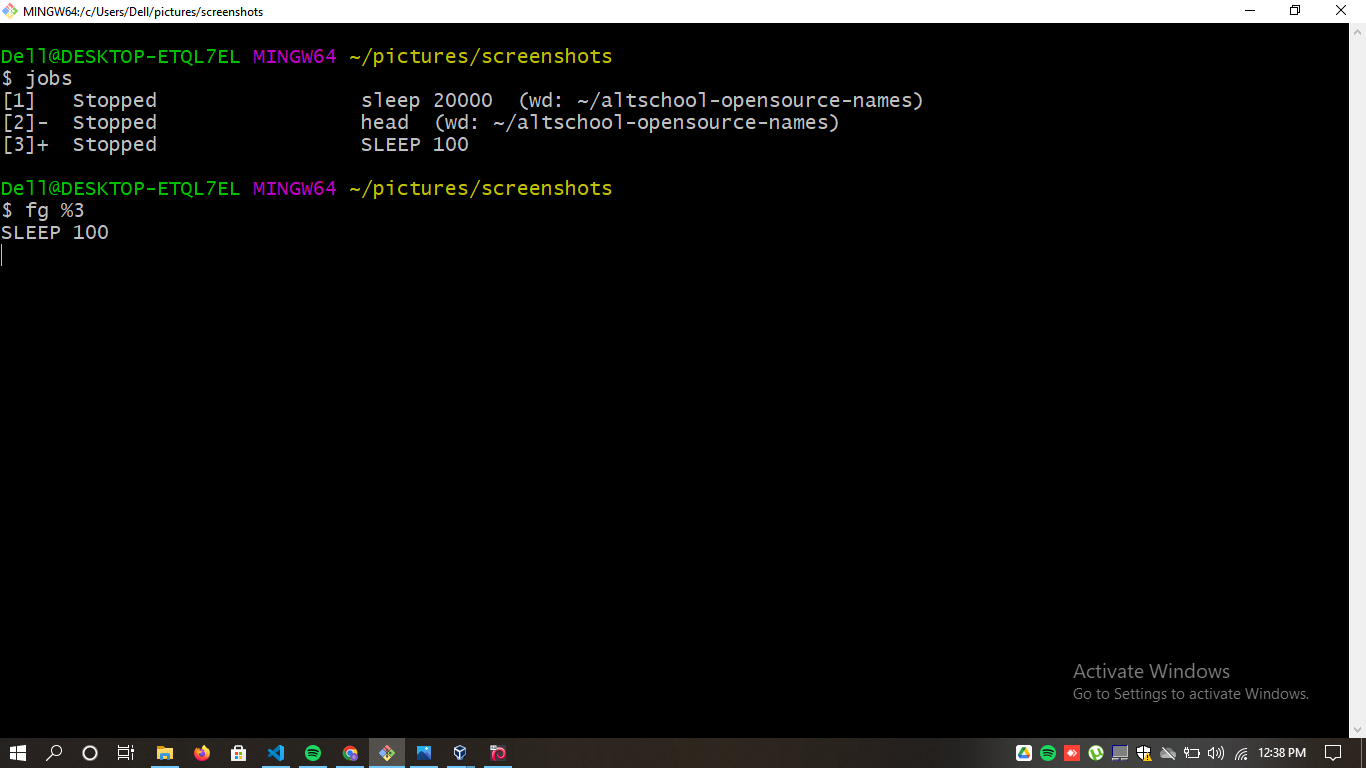 MINGW64:/c/Users/Dell/pictures/screenshots
Dell@DESKTOP-ETQL7EL MINGW64 ~/pictures/screenshots
$ jobs
[1]   Stopped                 sleep 20000  (wd: ~/altschool-opensource-names)
[2]-  Stopped                 head  (wd: ~/altschool-opensource-names)
[3]+  Stopped                 SLEEP 100
Dell@DESKTOP-ETQL7EL MINGW64 ~/pictures/screenshots
$ fg %3
SLEEP 100
Activate Windows
Go to Settings to activate Windows.
12:38 PM